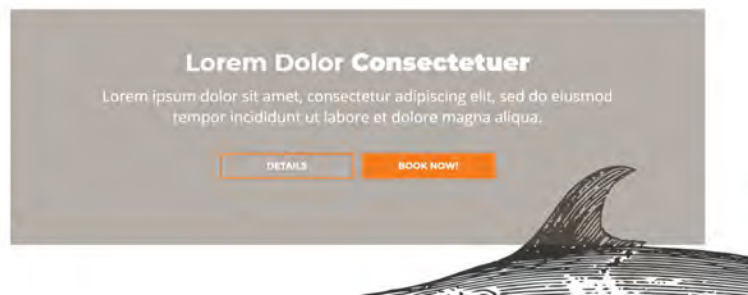 Lorem Dolor Consectetuer
Lorem ipsum dolor sit amet, consectetur adipiscing elit, sed do eiusmod
tempor incididunt ut labore et dolore magna aliqua.
DETAILS
BOOK NOW!